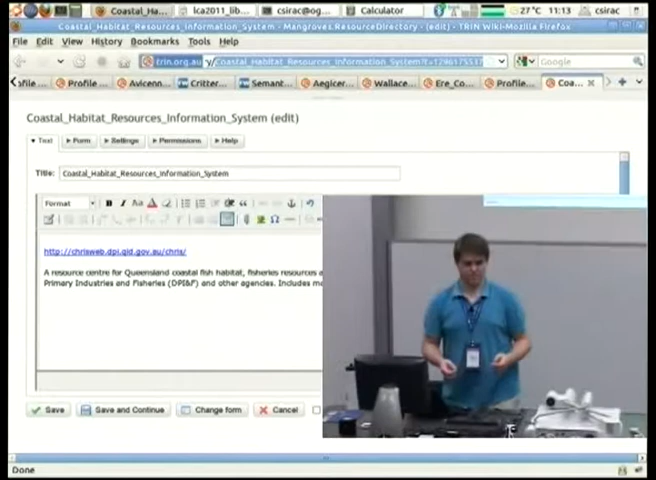 Coastal_Ha... lca2011_lib... csirac@og... Calculator 27 °C 11:13 csirac
Coastal_Habitat_Resources_Information_System - Mangroves.ResourceDirectory - (edit) - TRIN Wiki-Mozilla Firefox
File Edit View History Bookmarks Tools Help
trin.org.au y/Coastal_Habitat_Resources_Information_System?t=1296175537 Google
ofile ... Profile ... Avicenn... Critter... Semant... Aegicer... Wallace... Ere_Co... Profile... Coa...
Coastal_Habitat_Resources_Information_System (edit)
Text Form Settings Permissions Help
Title: Coastal_Habitat_Resources_Information_System
Format B I Aa A
http://chrisweb.dpi.qld.gov.au/chris/
A resource centre for Queensland coastal fish habitat, fisheries resources a
Primary Industries and Fisheries (DPI&F) and other agencies. Includes m
Save Save and Continue Change form Cancel
Done